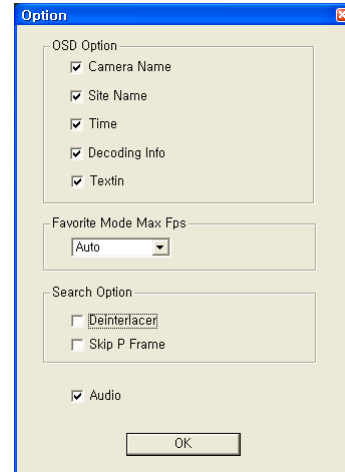 Option
OSD Option
Camera Name
Site Name
Time
Decoding Info
Textin
Favorite Mode Max Fps
Auto
Search Option
Deinterlacer
Skip P Frame
Audio
OK